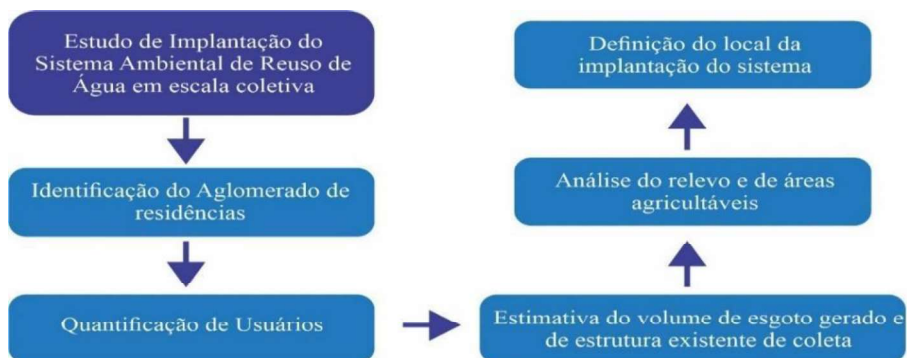 Estudo de Implantação do
Sistema Ambiental de Reuso de
Água em escala coletiva
Identificação do Aglomerado de
residências
Quantificação de Usuários
Estimativa do volume de esgoto gerado e
de estrutura existente de coleta
Análise do relevo e de áreas
agricultáveis
Definição do local da
implantação do sistema